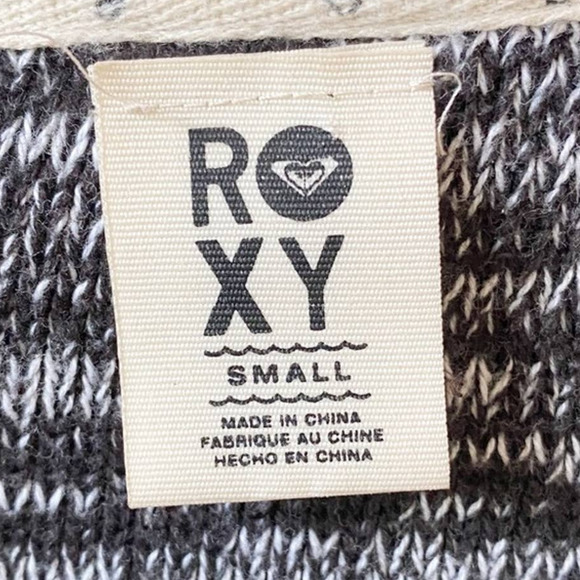 RO
XY
SMALL
MADE IN CHINA
FABRIQUE AU CHINE
HECHO EN CHINA